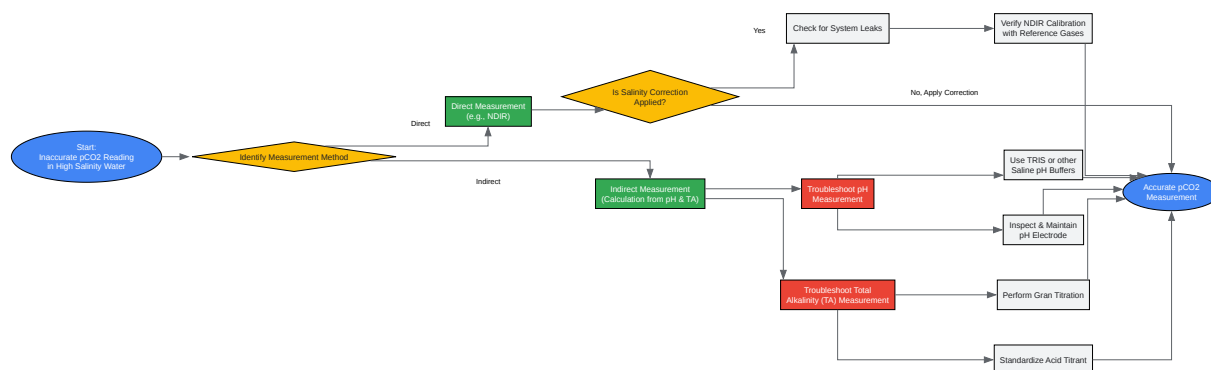 Start:
Inaccurate pCO2 Reading
in High Salinity Water
Identify Measurement Method
Direct
Indirect
Direct Measurement
(e.g., NDIR)
Is Salinity Correction
Applied?
Yes
No, Apply Correction
Check for System Leaks
Verify NDIR Calibration
with Reference Gases
Indirect Measurement
(Calculation from pH & TA)
Troubleshoot pH
Measurement
Use TRIS or other
Saline pH Buffers
Inspect & Maintain
pH Electrode
Troubleshoot Total
Alkalinity (TA) Measurement
Perform Gran Titration
Standardize Acid Titrant
Accurate pCO2
Measurement